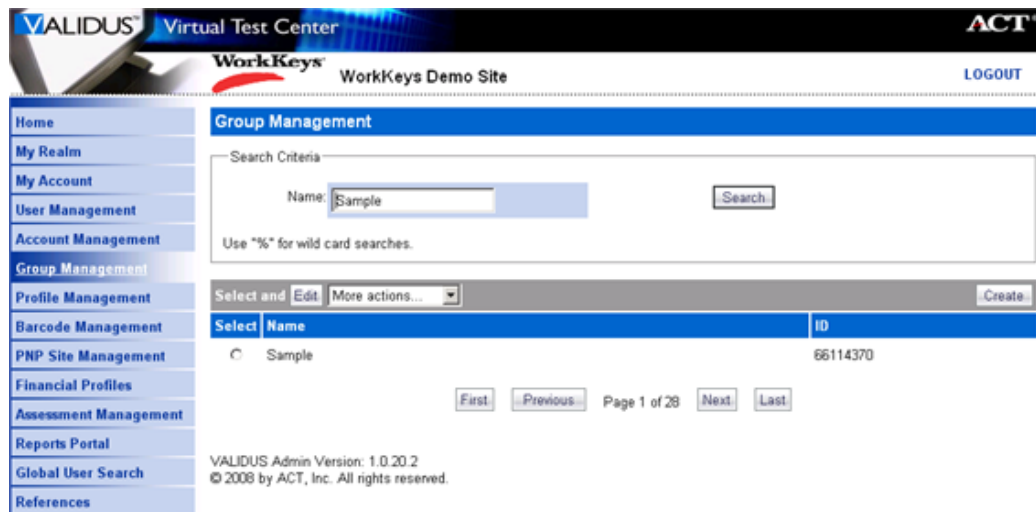 VALIDUS™ Virtual Test Center ACT
WorkKeys WorkKeys Demo Site LOGOUT
Home
My Realm
My Account
User Management
Account Management
Group Management
Profile Management
Barcode Management
PNP Site Management
Financial Profiles
Assessment Management
Reports Portal
Global User Search
References
Group Management
Search Criteria
Name: Sample Search
Use "%" for wild card searches.
Select and Edit More actions... Create
Select Name ID
Sample 66114370
First Previous Page 1 of 28 Next Last
VALIDUS Admin Version: 1.0.20.2
© 2008 by ACT, Inc. All rights reserved.